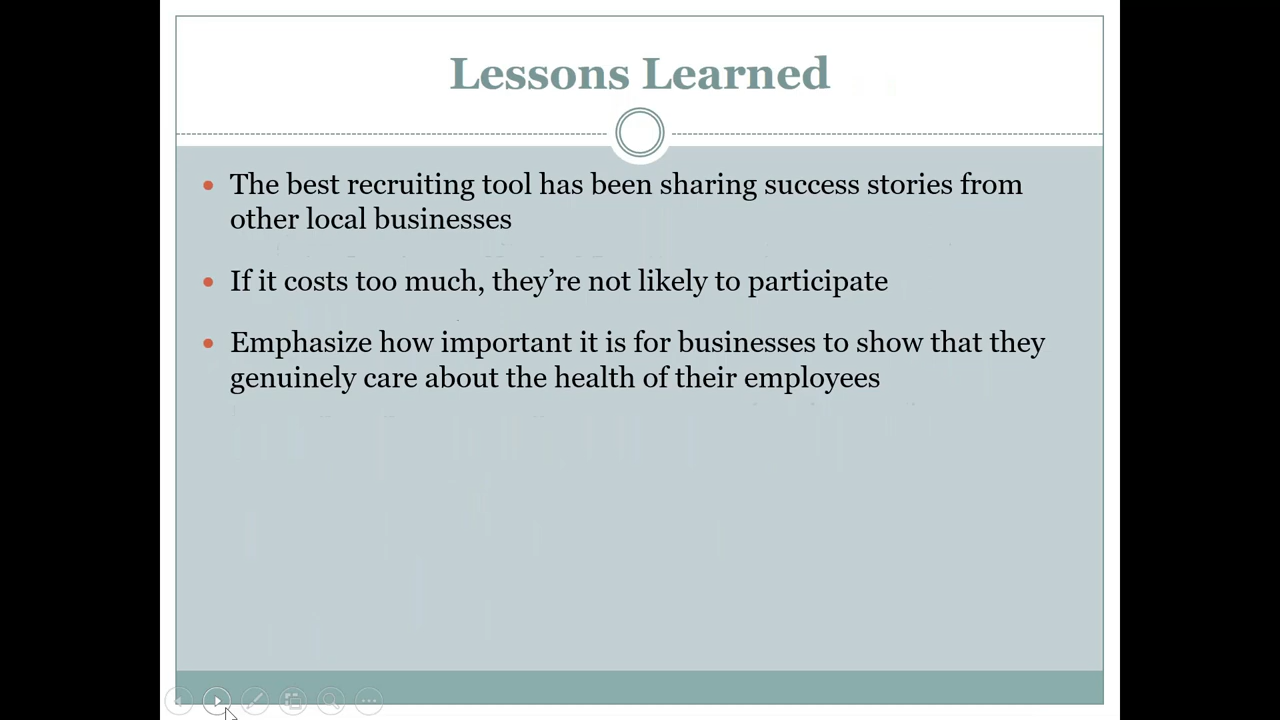 Lessons Learned
• The best recruiting tool has been sharing success stories from
other local businesses
• If it costs too much, they’re not likely to participate
• Emphasize how important it is for businesses to show that they
genuinely care about the health of their employees